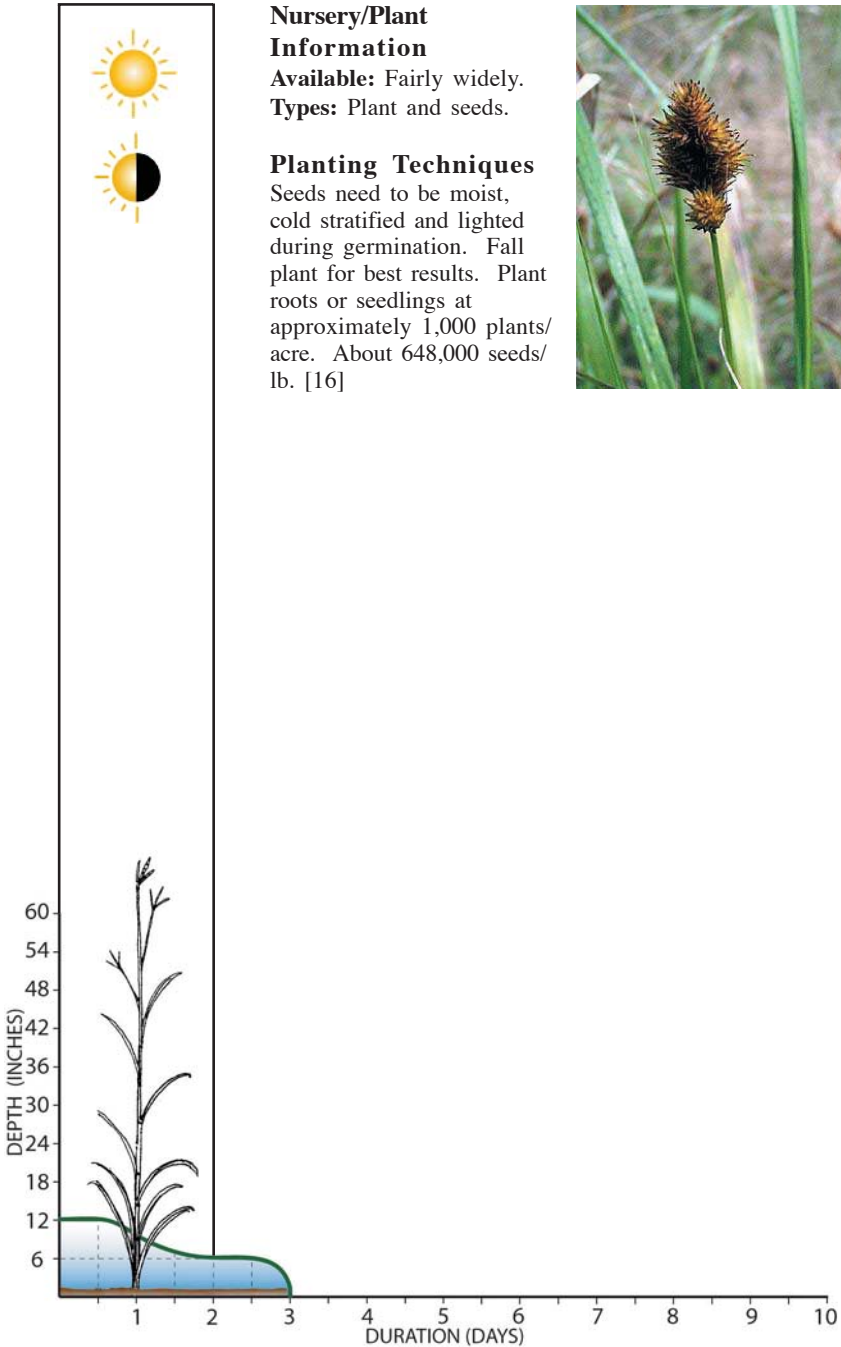 Nursery/Plant
Information
Available: Fairly widely.
Types: Plant and seeds.
Planting Techniques
Seeds need to be moist,
cold stratified and lighted
during germination. Fall
plant for best results. Plant
roots or seedlings at
approximately 1,000 plants/
acre. About 648,000 seeds/
lb. [16]
60
54
48
42
36
30
24
18
12
6
DEPTH (INCHES)
1 2 3 4 5 6 7 8 9 10
DURATION (DAYS)